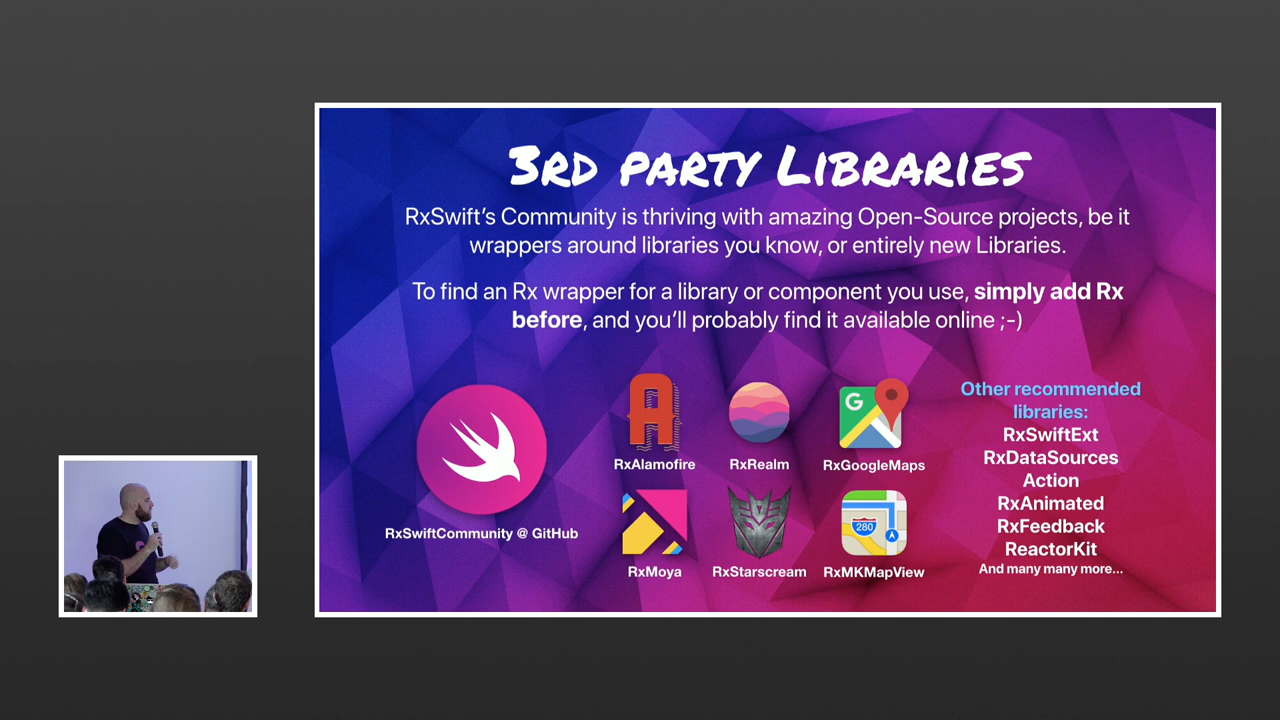 3RD PARTY LIBRARIES
RxSwift’s Community is thriving with amazing Open-Source projects, be it
wrappers around libraries you know, or entirely new Libraries.
To find an Rx wrapper for a library or component you use, simply add Rx
before, and you’ll probably find it available online ;-)
RxSwiftCommunity @ GitHub
A
RxAlamofire
RxRealm
G
RxGoogleMaps
RxMoya
RxStarscream
280
RxMKMapView
Other recommended
libraries:
RxSwiftExt
RxDataSources
Action
RxAnimated
RxFeedback
ReactorKit
And many many more...